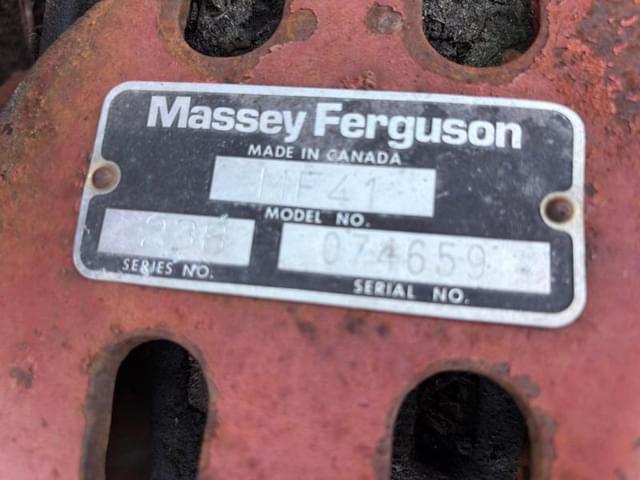 Massey Ferguson
MADE IN CANADA
MF41
MODEL NO.
074659
SERIES NO.
SERIAL NO.